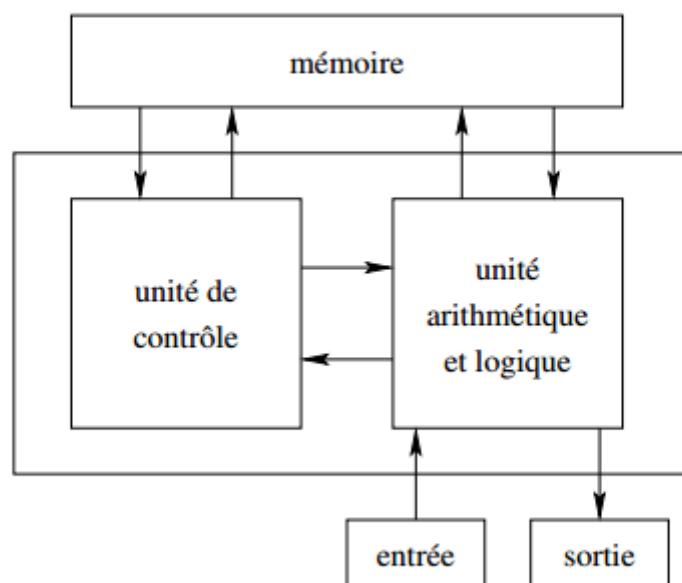 mémoire
unité de
contrôle
unité
arithmétique
et logique
entrée
sortie